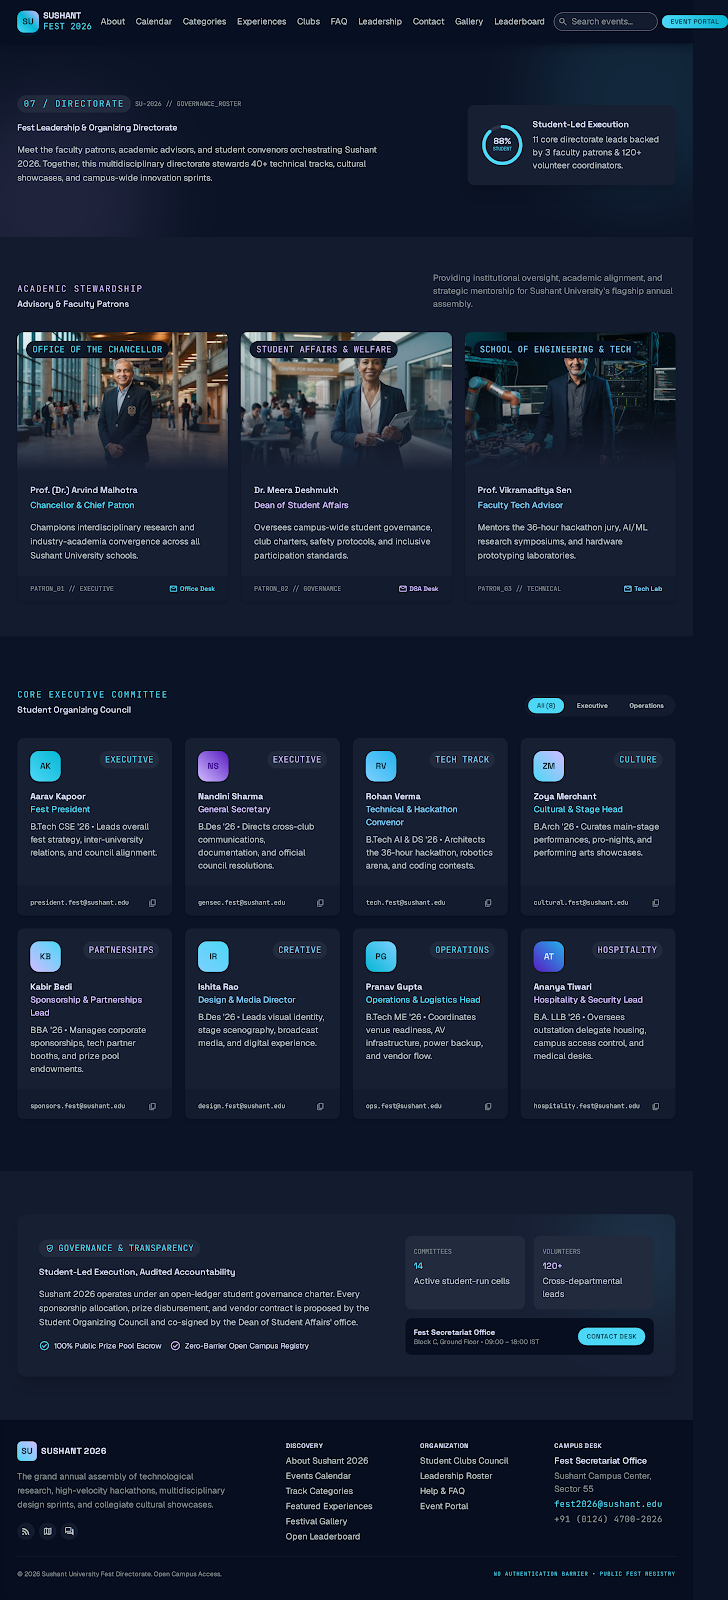 SU
SUSHANT
FEST 2026
About
Calendar
Categories
Experiences
Clubs
FAQ
Leadership
Contact
Gallery
Leaderboard
Search events...
EVENT PORTAL
07 / DIRECTORATE
SU-2026 // GOVERNANCE_ROSTER
Fest Leadership & Organizing Directorate
Meet the faculty patrons, academic advisors, and student convenors orchestrating Sushant
2026. Together, this multidisciplinary directorate stewards 40+ technical tracks, cultural
showcases, and campus-wide innovation sprints.
88%
STUDENT
Student-Led Execution
11 core directorate leads backed
by 3 faculty patrons & 120+
volunteer coordinators.
ACADEMIC STEWARDSHIP
Advisory & Faculty Patrons
Providing institutional oversight, academic alignment, and
strategic mentorship for Sushant University's flagship annual
assembly.
OFFICE OF THE CHANCELLOR
Prof. (Dr.) Arvind Malhotra
Chancellor & Chief Patron
Champions interdisciplinary research and
industry-academia convergence across all
Sushant University schools.
PATRON_01 // EXECUTIVE
Office Desk
STUDENT AFFAIRS & WELFARE
Dr. Meera Deshmukh
Dean of Student Affairs
Oversees campus-wide student governance,
club charters, safety protocols, and inclusive
participation standards.
PATRON_02 // GOVERNANCE
DSA Desk
SCHOOL OF ENGINEERING & TECH
Prof. Vikramaditya Sen
Faculty Tech Advisor
Mentors the 36-hour hackathon jury, AI/ML
research symposiums, and hardware
prototyping laboratories.
PATRON_03 // TECHNICAL
Tech Lab
CORE EXECUTIVE COMMITTEE
Student Organizing Council
All (8)
Executive
Operations
AK
EXECUTIVE
Aarav Kapoor
Fest President
B.Tech CSE '26 • Leads overall
fest strategy, inter-university
relations, and council alignment.
president.fest@sushant.edu
NS
EXECUTIVE
Nandini Sharma
General Secretary
B.Des '26 • Directs cross-club
communications,
documentation, and official
council resolutions.
gensec.fest@sushant.edu
RV
TECH TRACK
Rohan Verma
Technical & Hackathon
Convenor
B.Tech AI & DS '26 • Architects
the 36-hour hackathon, robotics
arena, and coding contests.
tech.fest@sushant.edu
ZM
CULTURE
Zoya Merchant
Cultural & Stage Head
B.Arch '26 • Curates main-stage
performances, pro-nights, and
performing arts showcases.
cultural.fest@sushant.edu
KB
PARTNERSHIPS
Kabir Bedi
Sponsorship & Partnerships
Lead
BBA '26 • Manages corporate
sponsorships, tech partner
booths, and prize pool
endowments.
sponsors.fest@sushant.edu
IR
CREATIVE
Ishita Rao
Design & Media Director
B.Des '26 • Leads visual identity,
stage scenography, broadcast
media, and digital experience.
design.fest@sushant.edu
PG
OPERATIONS
Pranav Gupta
Operations & Logistics Head
B.Tech ME '26 • Coordinates
venue readiness, AV
infrastructure, power backup,
and vendor flow.
ops.fest@sushant.edu
AT
HOSPITALITY
Ananya Tiwari
Hospitality & Security Lead
B.A. LLB '26 • Oversees
outstation delegate housing,
campus access control, and
medical desks.
hospitality.fest@sushant.edu
GOVERNANCE & TRANSPARENCY
Student-Led Execution, Audited Accountability
Sushant 2026 operates under an open-ledger student governance charter. Every
sponsorship allocation, prize disbursement, and vendor contract is proposed by the
Student Organizing Council and co-signed by the Dean of Student Affairs' office.
100% Public Prize Pool Escrow
Zero-Barrier Open Campus Registry
COMMITTEES
14
Active student-run cells
VOLUNTEERS
120+
Cross-departmental
leads
Fest Secretariat Office
Block C, Ground Floor • 09:00 – 18:00 IST
CONTACT DESK
SU
SUSHANT 2026
The grand annual assembly of technological
research, high-velocity hackathons, multidisciplinary
design sprints, and collegiate cultural showcases.
DISCOVERY
About Sushant 2026
Events Calendar
Track Categories
Featured Experiences
Festival Gallery
Open Leaderboard
ORGANIZATION
Student Clubs Council
Leadership Roster
Help & FAQ
Event Portal
CAMPUS DESK
Fest Secretariat Office
Sushant Campus Center,
Sector 55
fest2026@sushant.edu
+91 (0124) 4700-2026
© 2026 Sushant University Fest Directorate. Open Campus Access.
NO AUTHENTICATION BARRIER • PUBLIC FEST REGISTRY